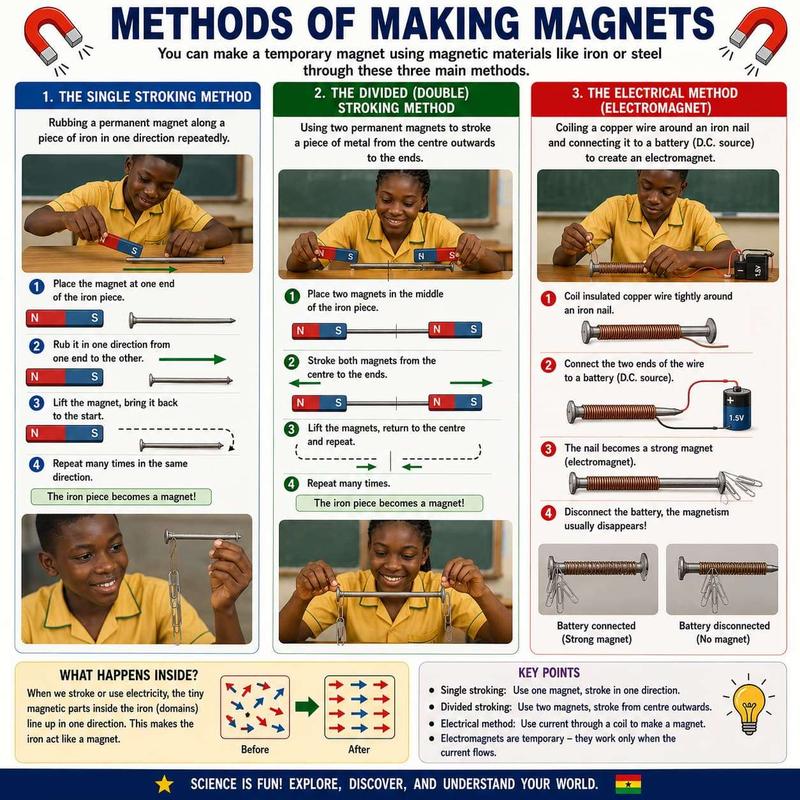 METHODS OF MAKING MAGNETS
You can make a temporary magnet using magnetic materials like iron or steel
through these three main methods.
1. THE SINGLE STROKING METHOD
Rubbing a permanent magnet along a
piece of iron in one direction repeatedly.
N S
1 Place the magnet at one end
of the iron piece.
N S
2 Rub it in one direction from
one end to the other.
N S
3 Lift the magnet, bring it back
to the start.
N S
4 Repeat many times in the same
direction.
The iron piece becomes a magnet!
2. THE DIVIDED (DOUBLE)
STROKING METHOD
Using two permanent magnets to stroke
a piece of metal from the centre outwards
to the ends.
N S N S
1 Place two magnets in the middle
of the iron piece.
N S N S
2 Stroke both magnets from the
centre to the ends.
N S N S
3 Lift the magnets, return to the centre
and repeat.
4 Repeat many times.
The iron piece becomes a magnet!
3. THE ELECTRICAL METHOD
(ELECTROMAGNET)
Coiling a copper wire around an iron nail
and connecting it to a battery (D.C. source)
to create an electromagnet.
1.5V
1 Coil insulated copper wire tightly around
an iron nail.
2 Connect the two ends of the wire
to a battery (D.C. source).
+
1.5V
3 The nail becomes a strong magnet
(electromagnet).
4 Disconnect the battery, the magnetism
usually disappears!
Battery connected
(Strong magnet)
Battery disconnected
(No magnet)
WHAT HAPPENS INSIDE?
When we stroke or use electricity, the tiny
magnetic parts inside the iron (domains)
line up in one direction. This makes the
iron act like a magnet.
Before
After
KEY POINTS
• Single stroking: Use one magnet, stroke in one direction.
• Divided stroking: Use two magnets, stroke from centre outwards.
• Electrical method: Use current through a coil to make a magnet.
• Electromagnets are temporary – they work only when the
current flows.
SCIENCE IS FUN! EXPLORE, DISCOVER, AND UNDERSTAND YOUR WORLD.